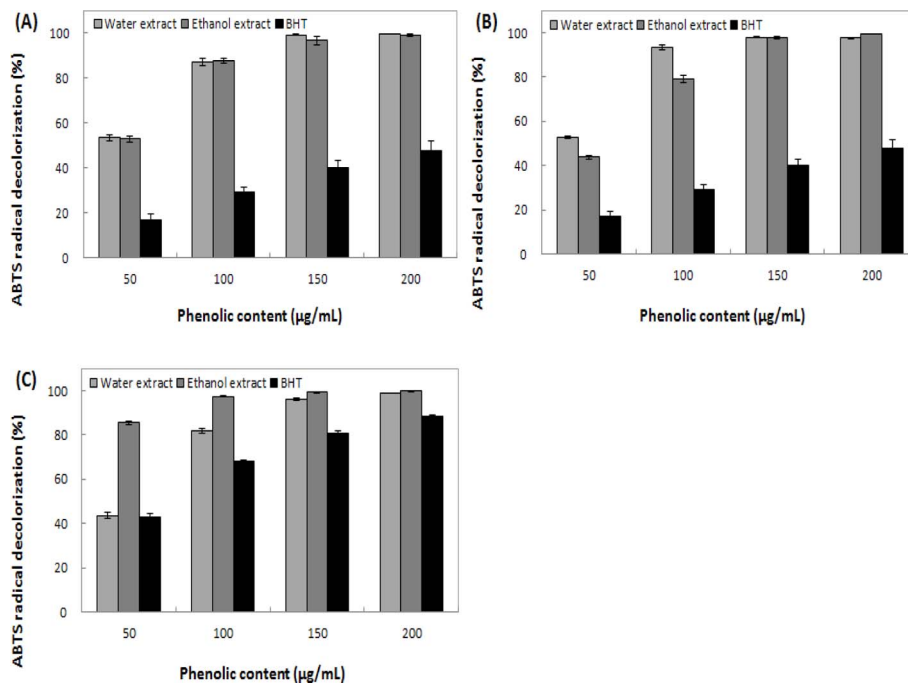 (A)
Water extract Ethanol extract BHT
ABTS radical decolorization (%)
100
80
60
40
20
0
50 100 150 200
Phenolic content (µg/mL)
(B)
Water extract Ethanol extract BHT
ABTS radical decolorization (%)
100
80
60
40
20
0
50 100 150 200
Phenolic content (µg/mL)
(C)
Water extract Ethanol extract BHT
ABTS radical decolorization (%)
100
80
60
40
20
0
50 100 150 200
Phenolic content (µg/mL)